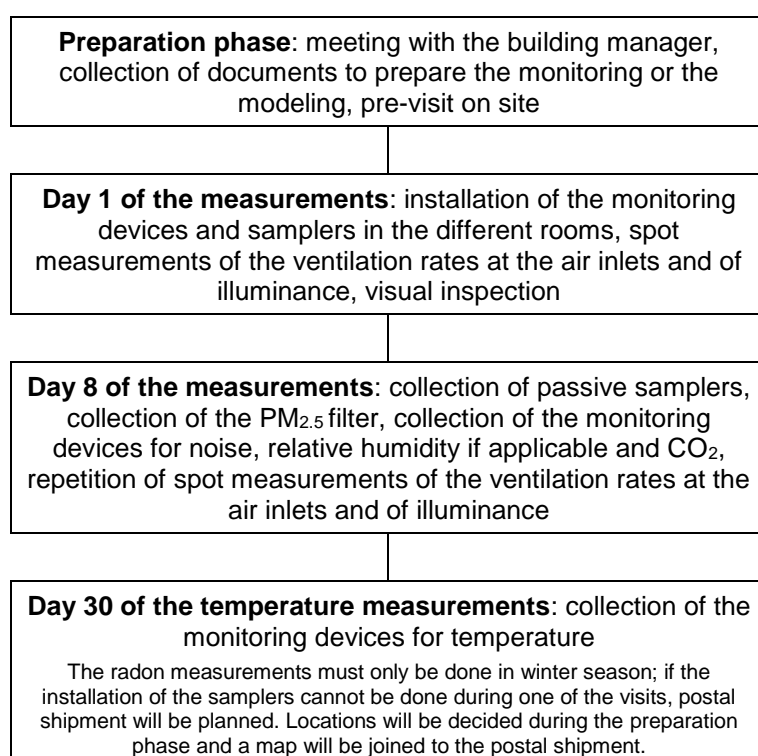 Preparation phase: meeting with the building manager,
collection of documents to prepare the monitoring or the
modeling, pre-visit on site
Day 1 of the measurements: installation of the monitoring
devices and samplers in the different rooms, spot
measurements of the ventilation rates at the air inlets and of
illuminance, visual inspection
Day 8 of the measurements: collection of passive samplers,
collection of the PM2.5 filter, collection of the monitoring
devices for noise, relative humidity if applicable and CO2,
repetition of spot measurements of the ventilation rates at the
air inlets and of illuminance
Day 30 of the temperature measurements: collection of the
monitoring devices for temperature
The radon measurements must only be done in winter season; if the
installation of the samplers cannot be done during one of the visits, postal
shipment will be planned. Locations will be decided during the preparation
phase and a map will be joined to the postal shipment.